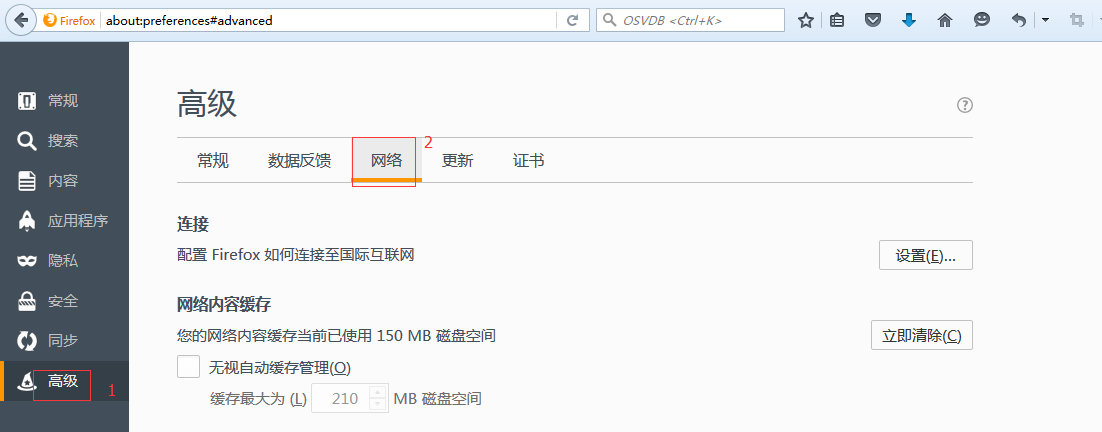 Firefox about:preferences#advanced OSVDB <Ctrl+K>
常规
搜索
内容
应用程序
隐私
安全
同步
高级 1
高级 ?
常规 数据反馈 网络 2 更新 证书
连接
配置 Firefox 如何连接至国际互联网 设置(E)...
网络内容缓存
您的网络内容缓存当前已使用 150 MB 磁盘空间 立即清除(C)
无视自动缓存管理(O)
缓存最大为 (L) 210 MB 磁盘空间